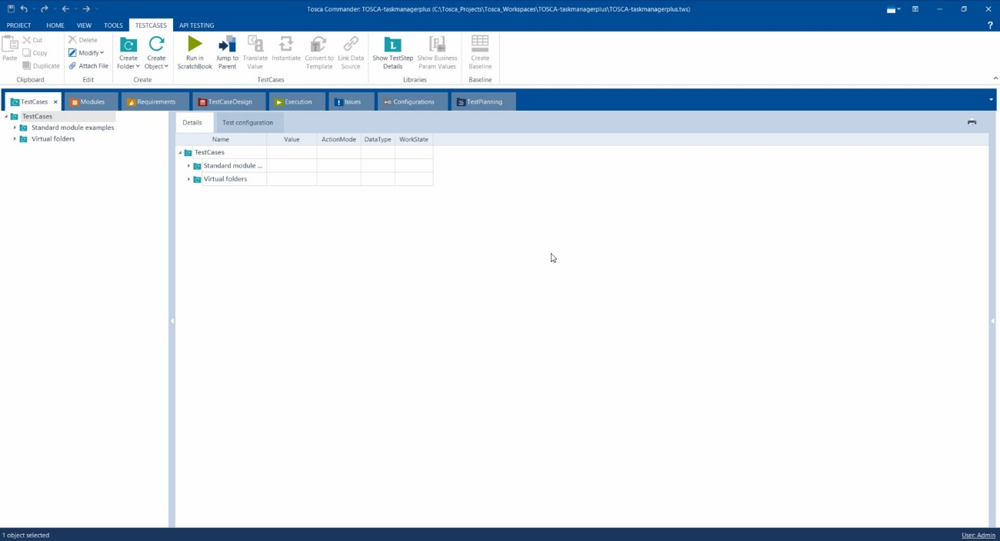 Tosca Commander: TOSCA-taskmanagerplus (C:\Tosca_Projects\Tosca_Workspaces\TOSCA-taskmanagerplus\TOSCA-taskmanagerplus.tws)
PROJECT HOME VIEW TOOLS TESTCASES API TESTING ?
Paste Cut Copy Duplicate
Delete Modify Attach File
Create Folder Create Object
Run in ScratchBook Jump to Parent Translate Value Instantiate Convert to Template Link Data Source
L Show TestStep Details [P] Show Business Param Values
Create Baseline
Clipboard Edit Create TestCases Libraries Baseline
TestCases × Modules Requirements TestCaseDesign Execution Issues Configurations TestPlanning
TestCases
Standard module examples
Virtual folders
Details Test configuration
Name Value ActionMode DataType WorkState
TestCases
Standard module ...
Virtual folders
1 object selected
User: Admin